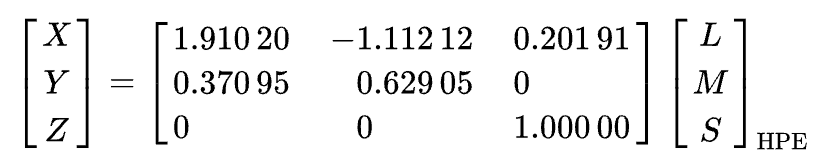 X = 1.910 20 −1.112 12 0.201 91 L
Y 0.370 95 0.629 05 0 M
Z 0 0 1.000 00 S HPE